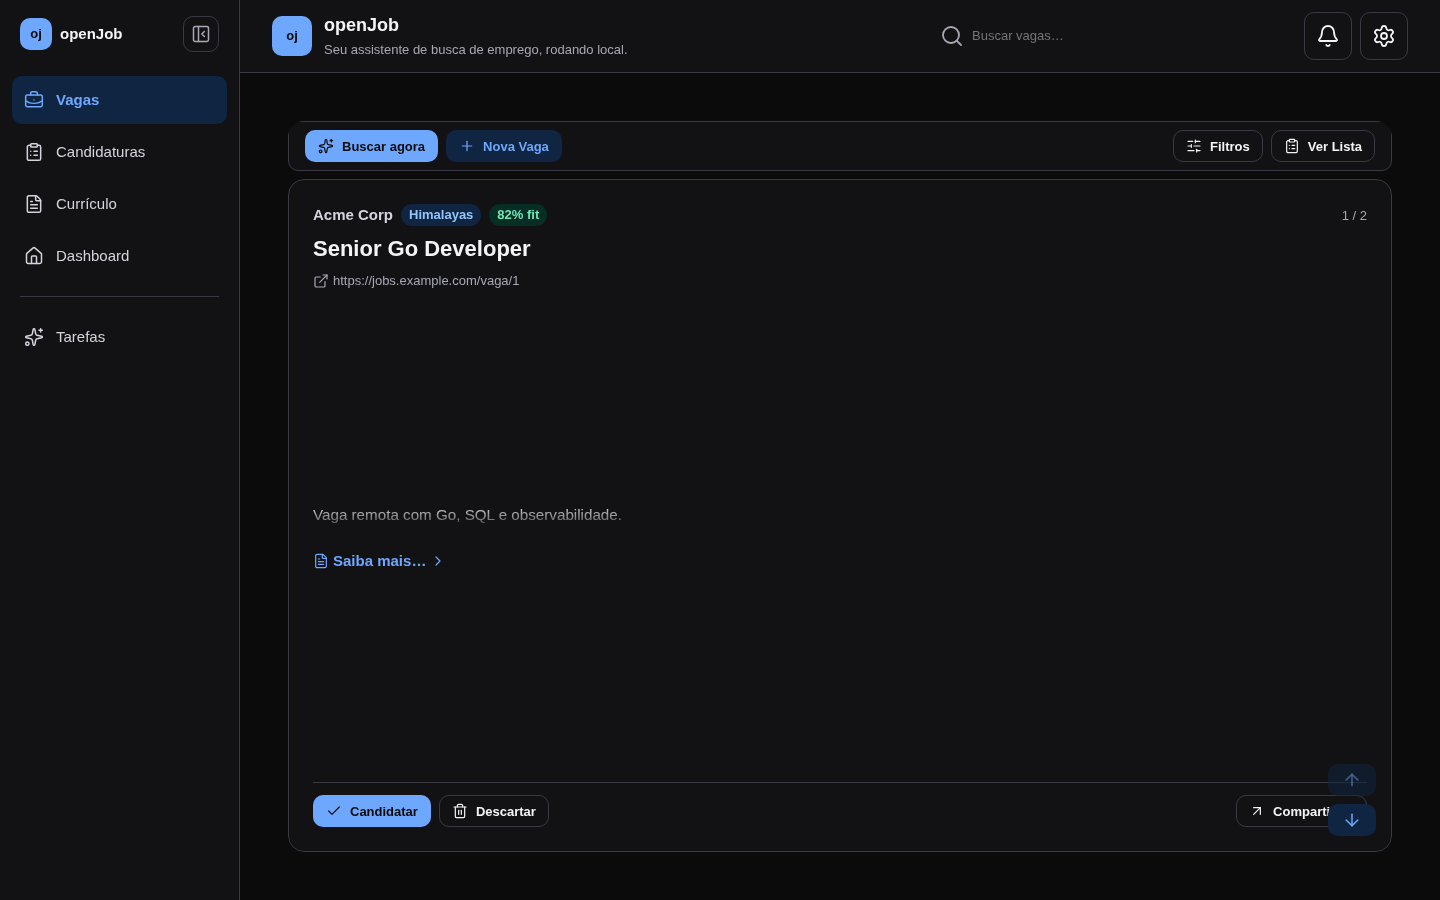 oj openJob
Vagas
Candidaturas
Currículo
Dashboard
Tarefas
oj
openJob
Seu assistente de busca de emprego, rodando local.
Buscar vagas…
Buscar agora
Nova Vaga
Filtros
Ver Lista
Acme Corp Himalayas 82% fit
1 / 2
Senior Go Developer
https://jobs.example.com/vaga/1
Vaga remota com Go, SQL e observabilidade.
Saiba mais…
Candidatar
Descartar